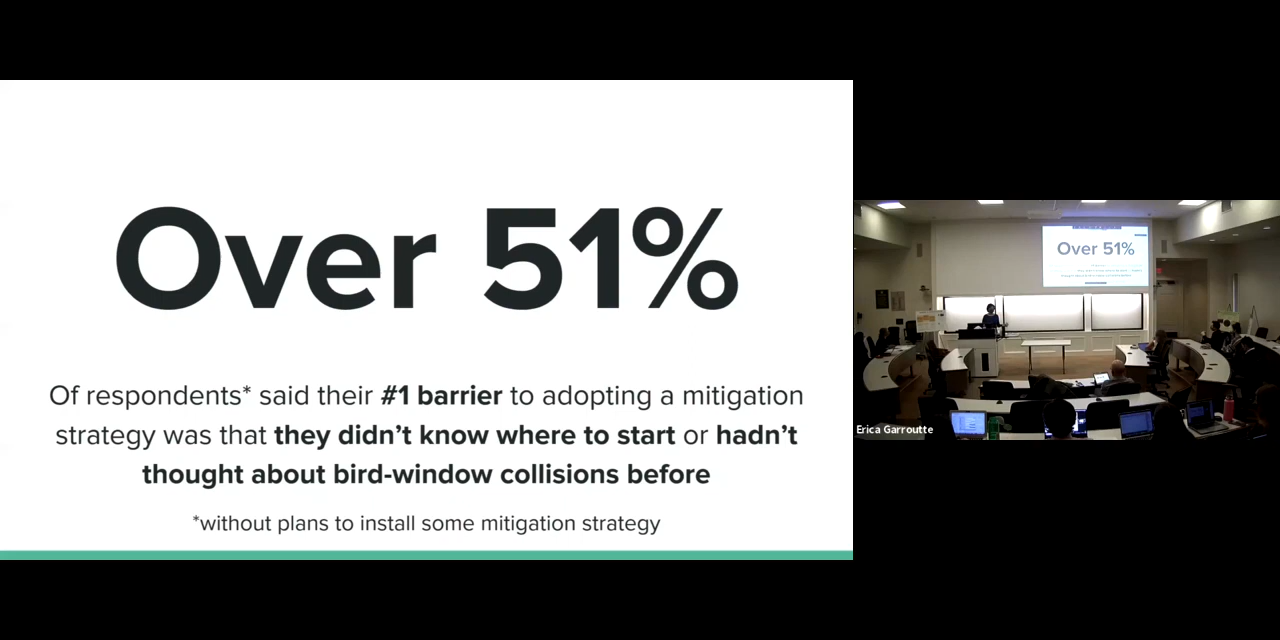 Over 51%
Of respondents* said their #1 barrier to adopting a mitigation
strategy was that they didn’t know where to start or hadn’t
thought about bird-window collisions before
*without plans to install some mitigation strategy
Over 51%
Erica Garroutte